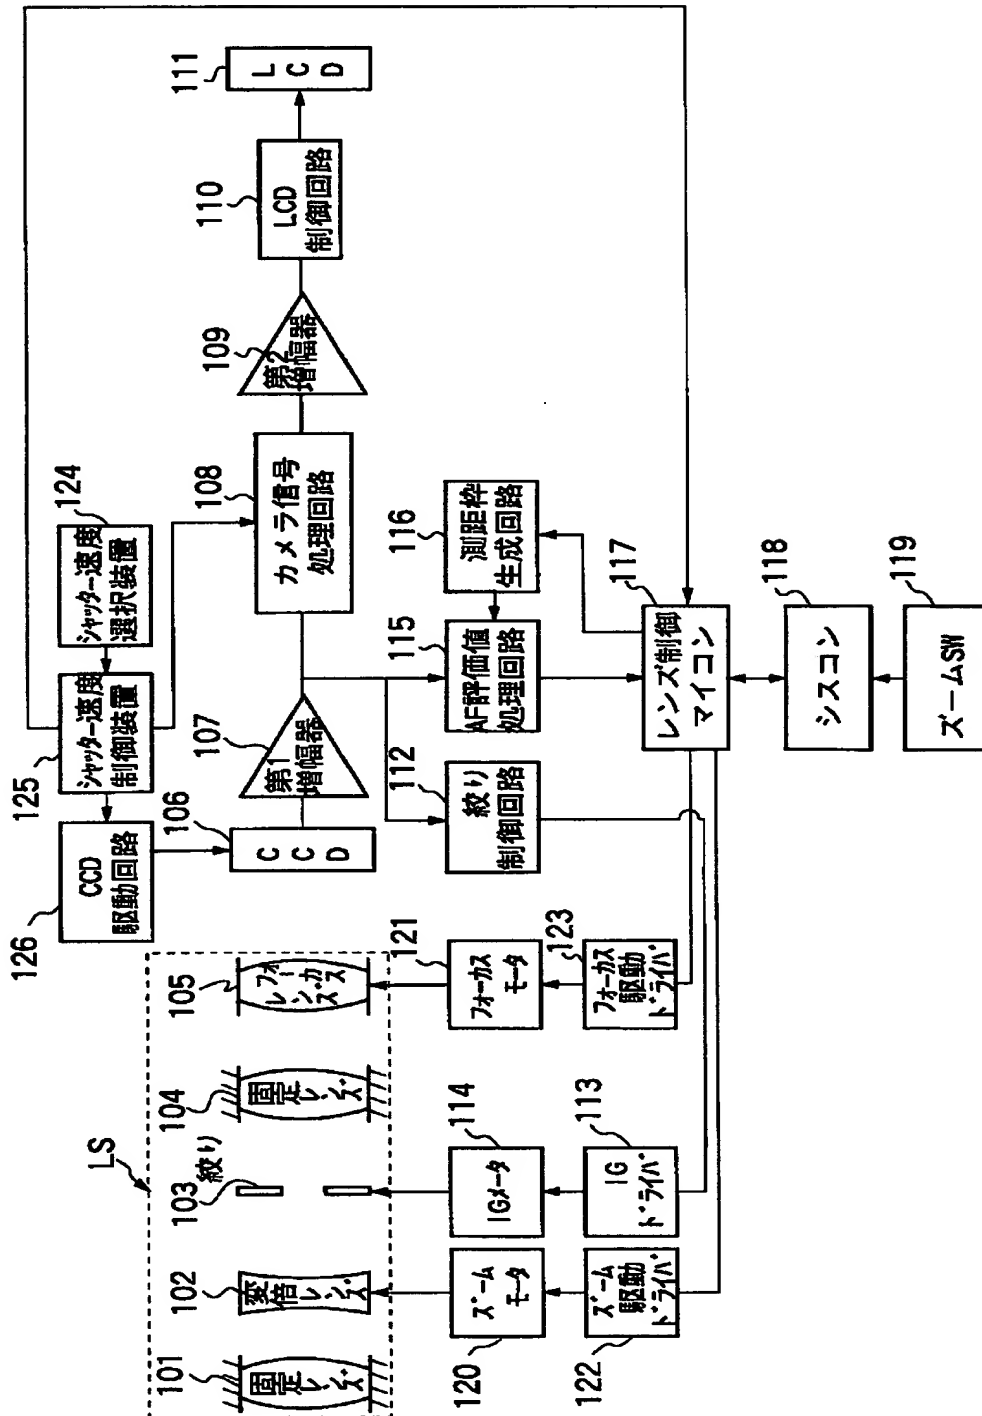 LS
101
固定レンズ
102
変倍レンズ
103
絞り
104
固定レンズ
105
フォーカス
レンズ
126
CCD
駆動回路
125
シャッター速度
制御装置
124
シャッター速度
選択装置
106
CCD
107
第1
増幅器
108
カメラ信号
処理回路
109
第2
増幅器
110
LCD
制御回路
111
LCD
120
ズーム
モータ
114
IGメータ
121
フォーカス
モータ
112
絞り
制御回路
115
AF評価値
処理回路
116
測距枠
生成回路
122
ズーム
駆動
ドライバ
113
IG
ドライバ
123
フォーカス
駆動
ドライバ
117
レンズ制御
マイコン
118
シスコン
119
ズームSW